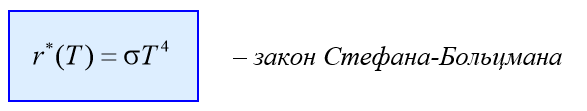 r*(T) = σT⁴ – закон Стефана-Больцмана